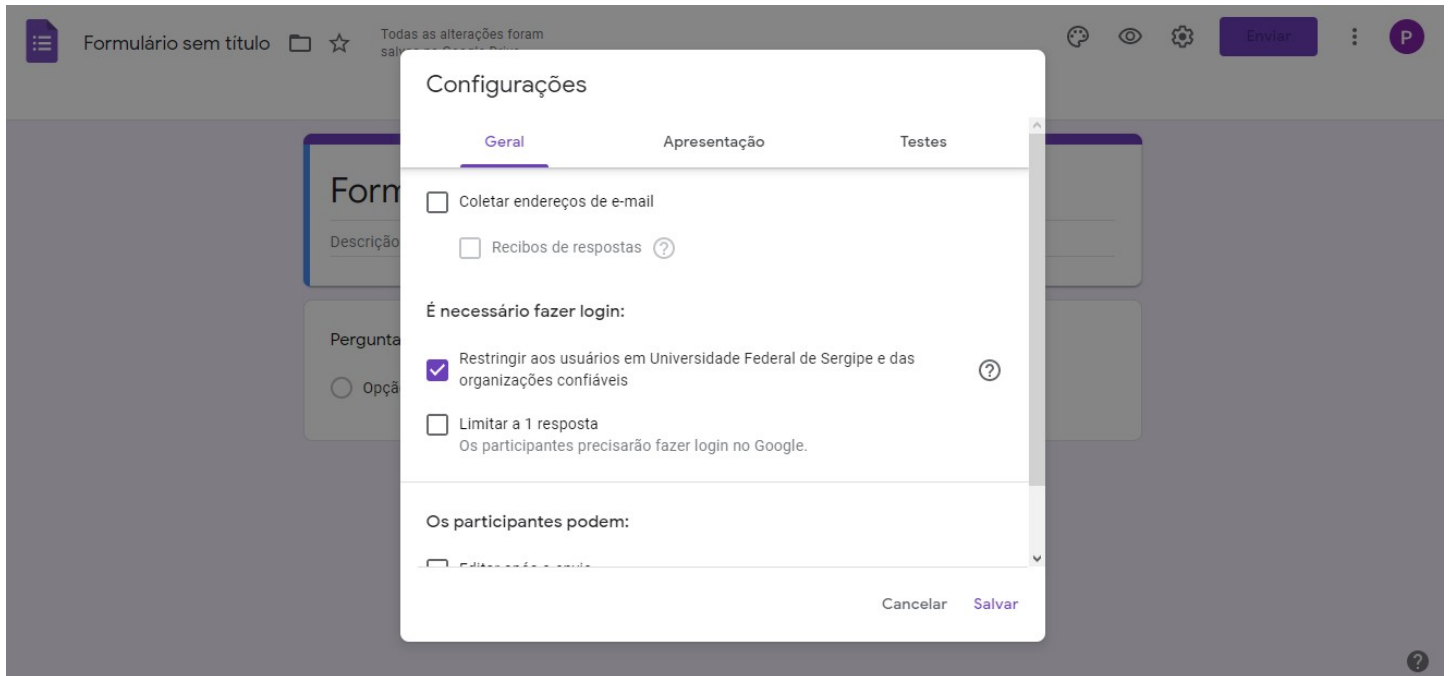 Formulário sem título
Todas as alterações foram
Enviar
P
Configurações
Geral Apresentação Testes
Form
Coletar endereços de e-mail
Descrição
Recibos de respostas
É necessário fazer login:
Pergunta
Restringir aos usuários em Universidade Federal de Sergipe e das
organizações confiáveis
Opçã
Limitar a 1 resposta
Os participantes precisarão fazer login no Google.
Os participantes podem:
Cancelar Salvar